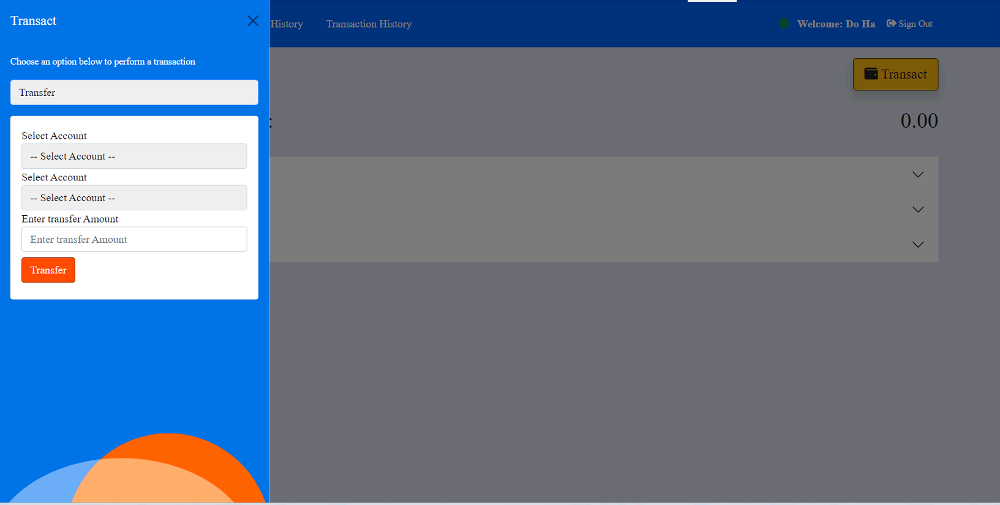 Transact
History
Transaction History
Welcome: Do Ha
Sign Out
Choose an option below to perform a transaction
Transact
Transfer
:
0.00
Select Account
-- Select Account --
Select Account
-- Select Account --
Enter transfer Amount
Enter transfer Amount
Transfer